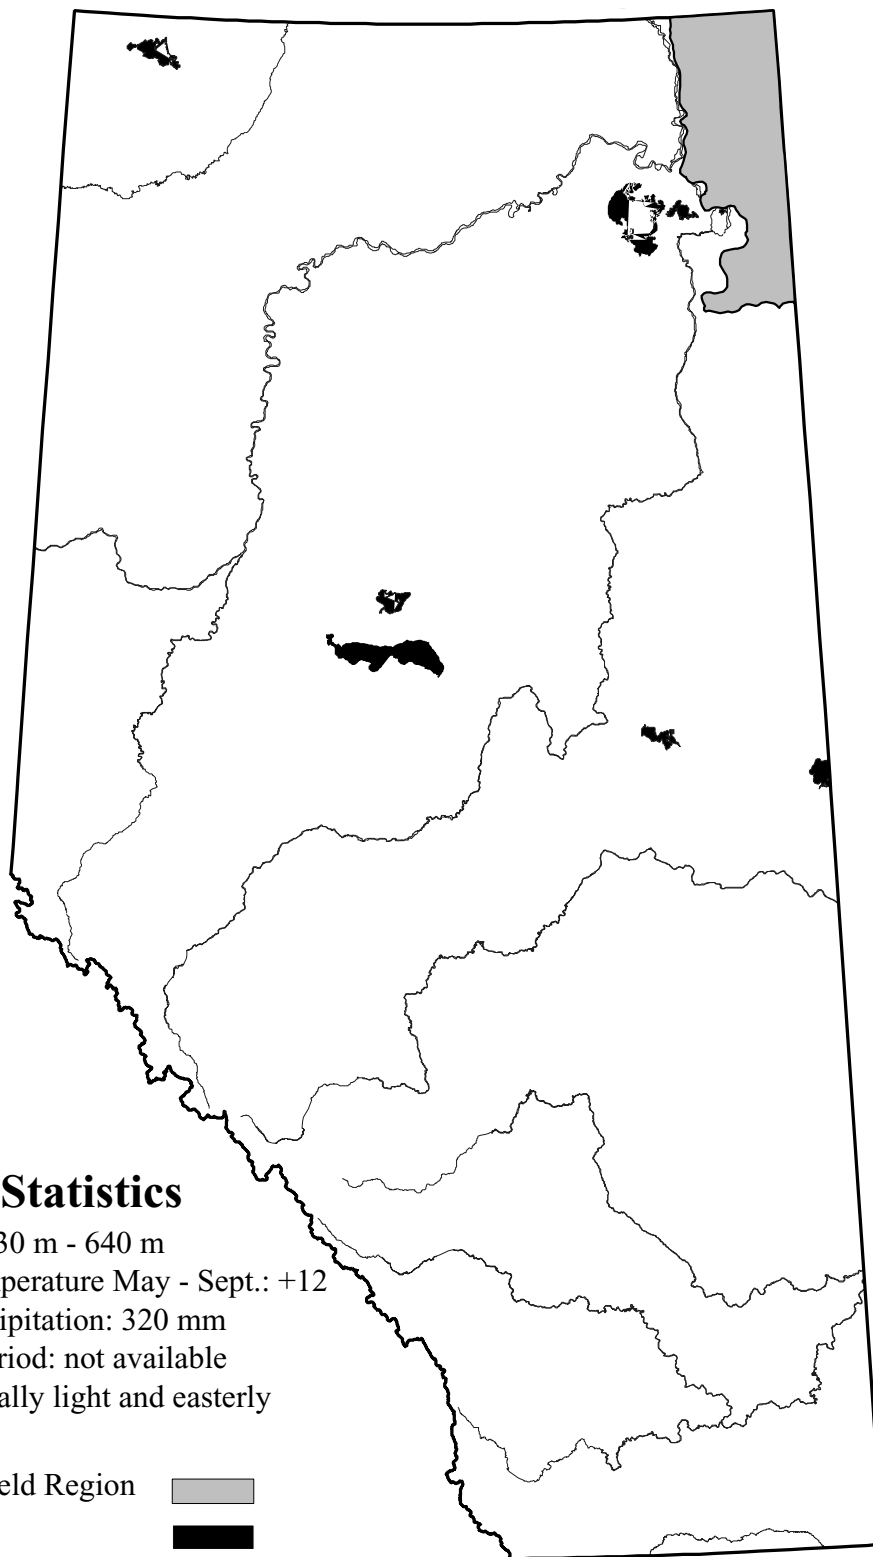 Statistics
30 m - 640 m
perature May - Sept.: +12
ipitation: 320 mm
riod: not available
ally light and easterly
eld Region